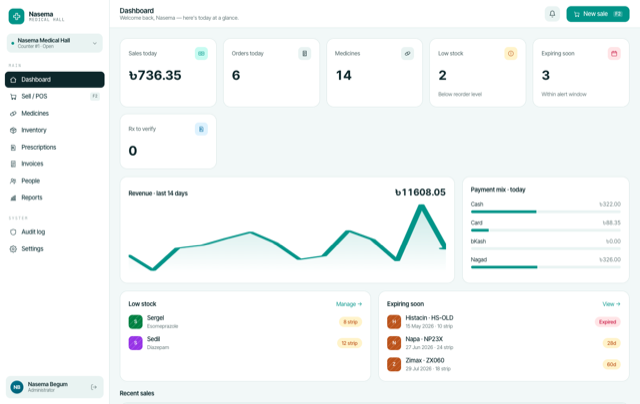 Nasema
MEDICAL HALL
Nasema Medical Hall
Counter #1 · Open
MAIN
Dashboard
Sell / POS
F2
Medicines
Inventory
Prescriptions
Invoices
People
Reports
SYSTEM
Audit log
Settings
NB
Nasema Begum
Administrator
Dashboard
Welcome back, Nasema — here's today at a glance.
New sale F2
Sales today
৳736.35
Orders today
6
Medicines
14
Low stock
2
Below reorder level
Expiring soon
3
Within alert window
Rx to verify
0
Revenue · last 14 days
৳11608.05
Payment mix · today
Cash ৳322.00
Card ৳88.35
bKash ৳0.00
Nagad ৳326.00
Low stock
Manage →
S
Sergel
Esomeprazole
8 strip
S
Sedil
Diazepam
12 strip
Expiring soon
View →
H
Histacin · HS-OLD
15 May 2026 · 10 strip
Expired
N
Napa · NP23X
27 Jun 2026 · 24 strip
28d
Z
Zimax · ZX060
29 Jul 2026 · 16 strip
60d
Recent sales